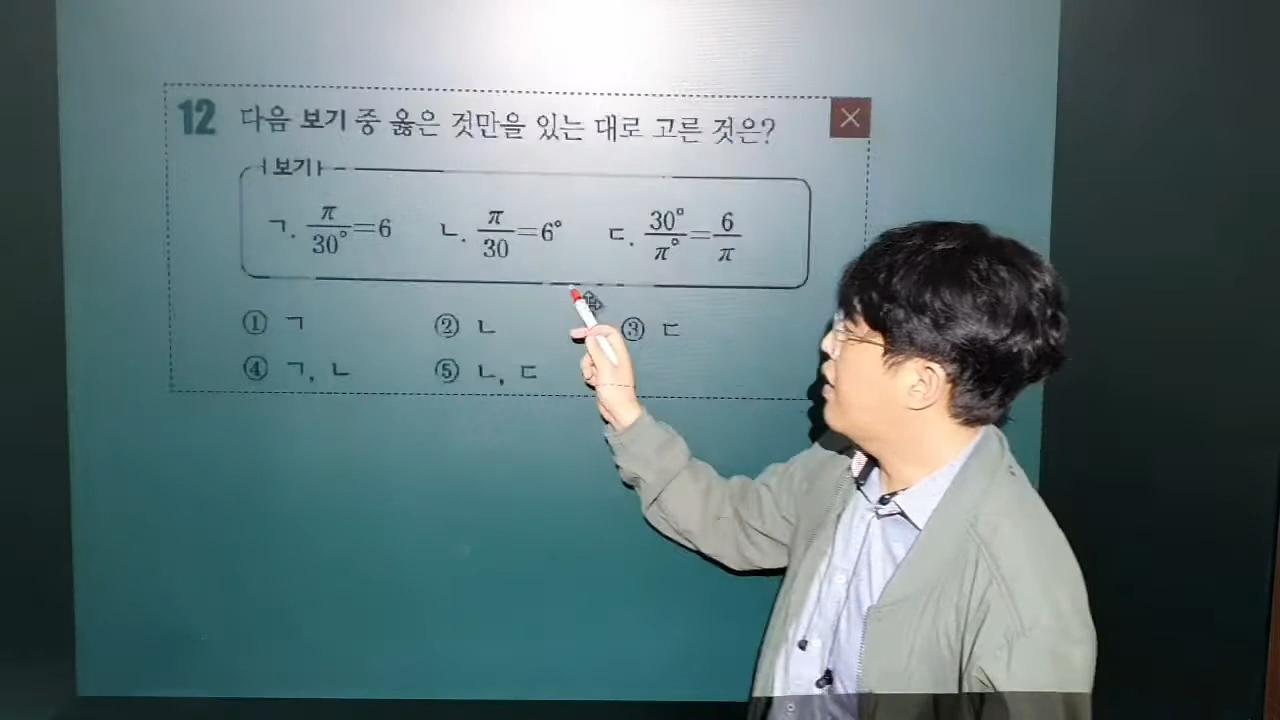 12 다음 보기 중 옳은 것만을 있는 대로 고른 것은?
보기
ㄱ. π/30° = 6 ㄴ. π/30 = 6° ㄷ. 30°/π° = 6/π
① ㄱ ② ㄴ ③ ㄷ
④ ㄱ, ㄴ ⑤ ㄴ, ㄷ